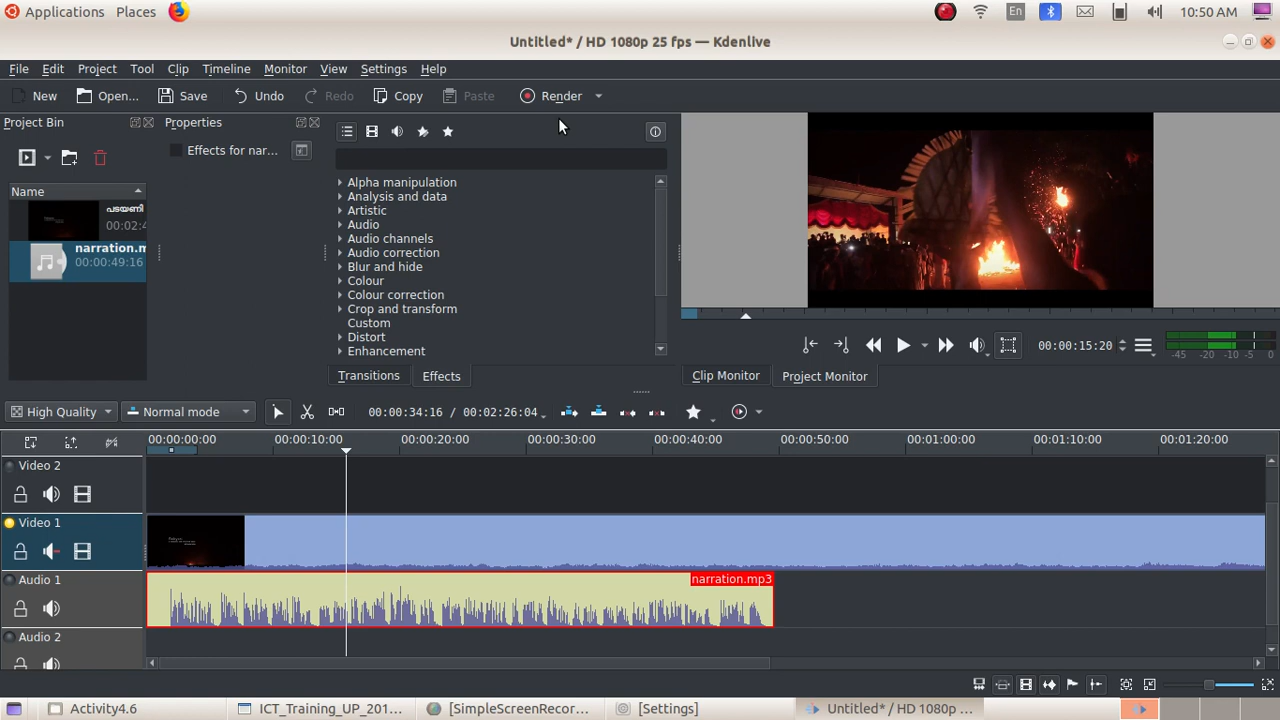 Applications Places En 10:50 AM
Untitled* / HD 1080p 25 fps — Kdenlive
File Edit Project Tool Clip Timeline Monitor View Settings Help
New Open... Save Undo Redo Copy Paste Render
Project Bin Properties
Effects for nar...
Name
Alpha manipulation
Analysis and data
Artistic
Audio
Audio channels
Audio correction
Blur and hide
Colour
Colour correction
Crop and transform
Custom
Distort
Enhancement
പടയണി
00:02:4
narration.m
00:00:49:16
00:00:15:20 -45 -20 -10 -5 0
Transitions Effects Clip Monitor Project Monitor
High Quality Normal mode 00:00:34:16 / 00:02:26:04
00:00:00:00 00:00:10:00 00:00:20:00 00:00:30:00 00:00:40:00 00:00:50:00 00:01:00:00 00:01:10:00 00:01:20:00
Video 2
Video 1
Audio 1 narration.mp3
Audio 2
Activity4.6 ICT_Training_UP_201... [SimpleScreenRecor... [Settings] Untitled* / HD 1080p ...